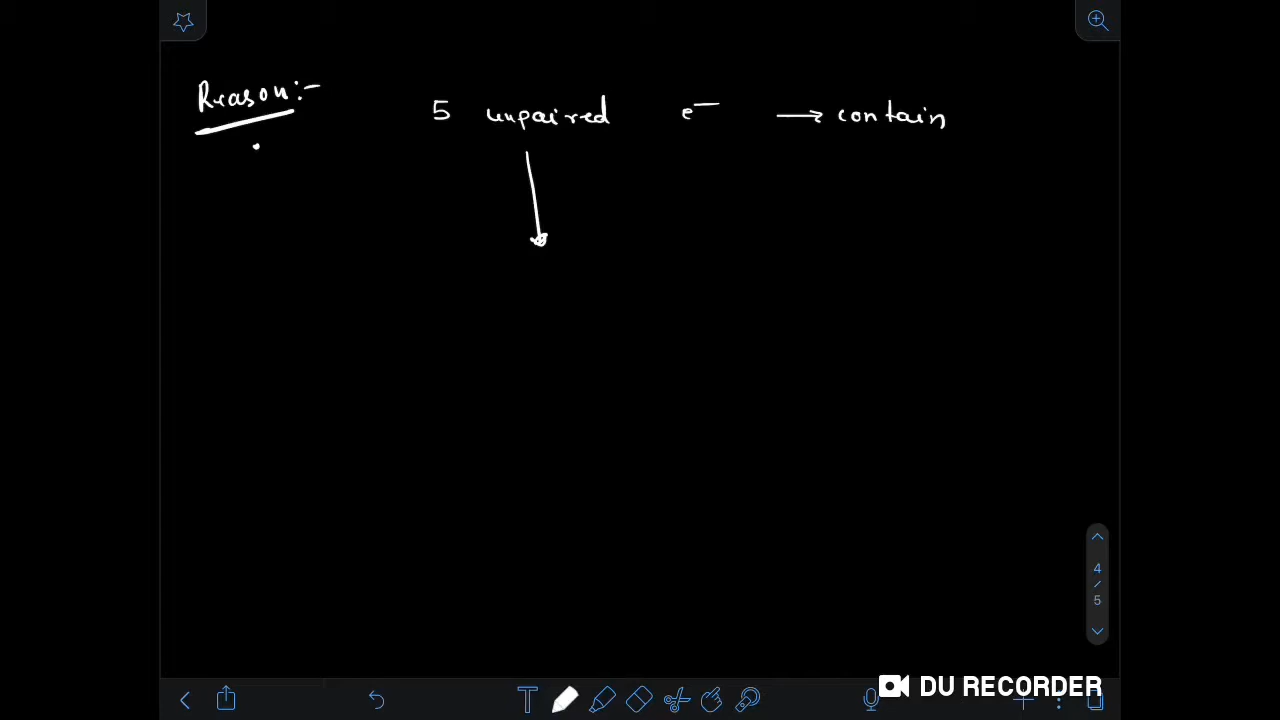 Reason:-
5 unpaired e⁻ → contain
4
/
5
T
DU RECORDER